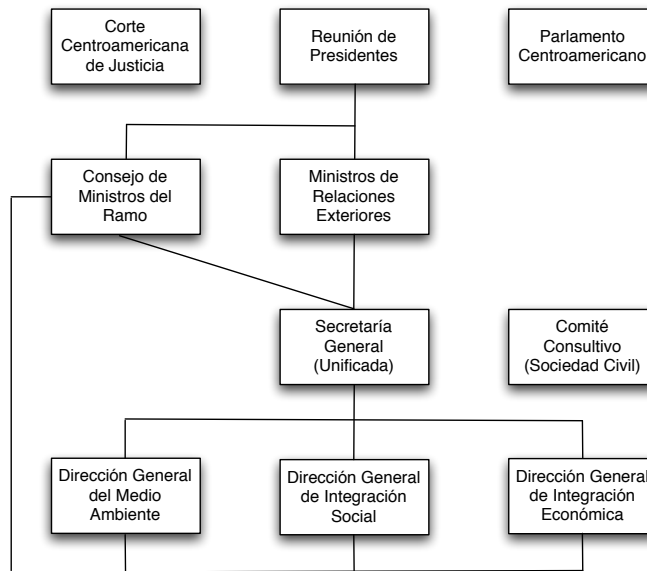 Corte
Centroamericana
de Justicia
Reunión de
Presidentes
Parlamento
Centroamericano
Consejo de
Ministros del
Ramo
Ministros de
Relaciones
Exteriores
Secretaría
General
(Unificada)
Comité
Consultivo
(Sociedad Civil)
Dirección General
del Medio
Ambiente
Dirección General
de Integración
Social
Dirección General
de Integración
Económica